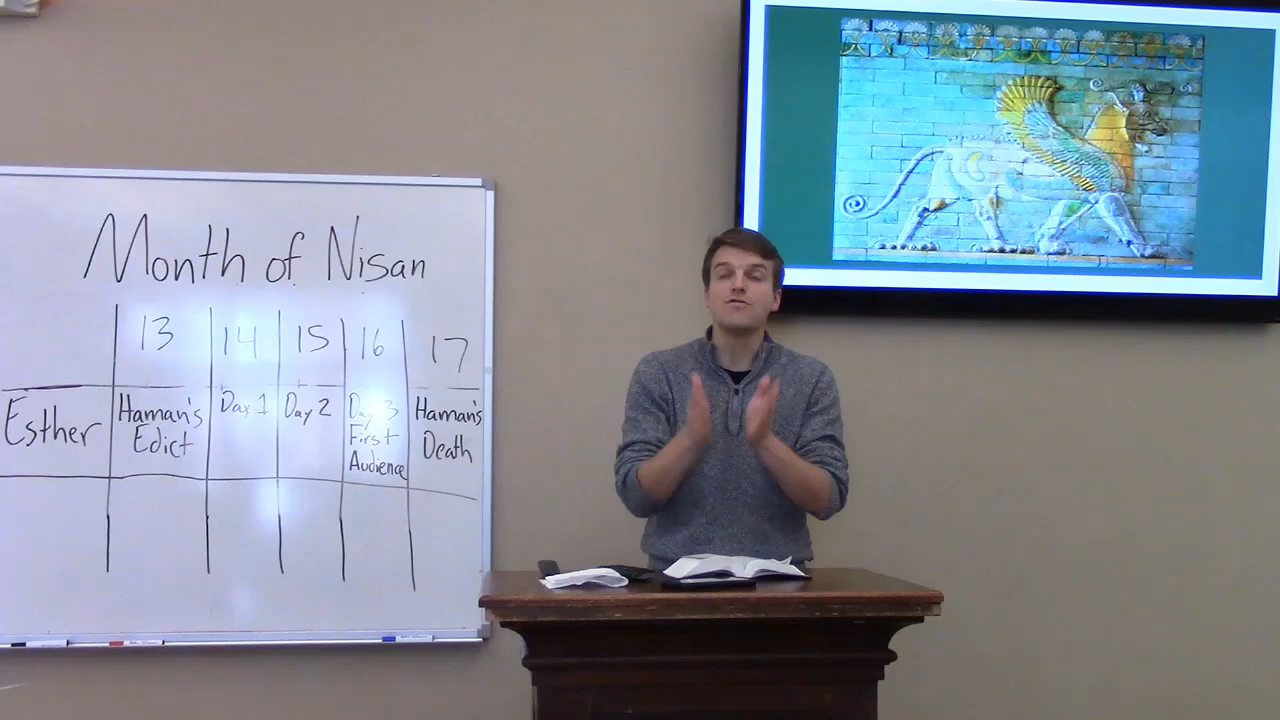 Month of Nisan
13 14 15 16 17
Esther Haman's Edict Day 1 Day 2 Day 3 First Audience Haman's Death